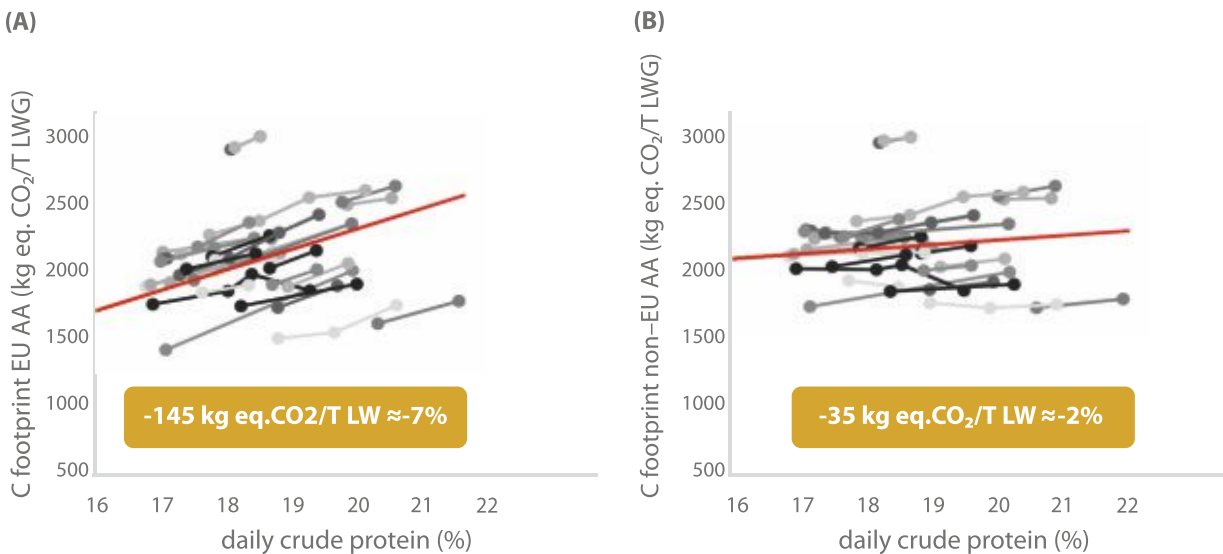 (A)
C footprint EU AA (kg eq. CO₂/T LWG)
3000
2500
2000
1500
1000
500
-145 kg eq.CO2/T LW ≈-7%
16 17 18 19 20 21 22
daily crude protein (%)
(B)
C footprint non–EU AA (kg eq. CO₂/T LWG)
3000
2500
2000
1500
1000
500
-35 kg eq.CO₂/T LW ≈-2%
16 17 18 19 20 21 22
daily crude protein (%)